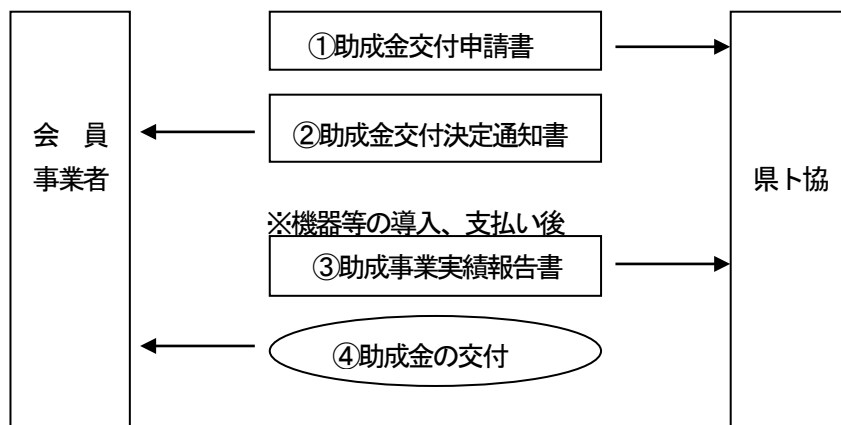 ①助成金交付申請書
②助成金交付決定通知書
会　員
事業者
県ト協
※機器等の導入、支払い後
③助成事業実績報告書
④助成金の交付